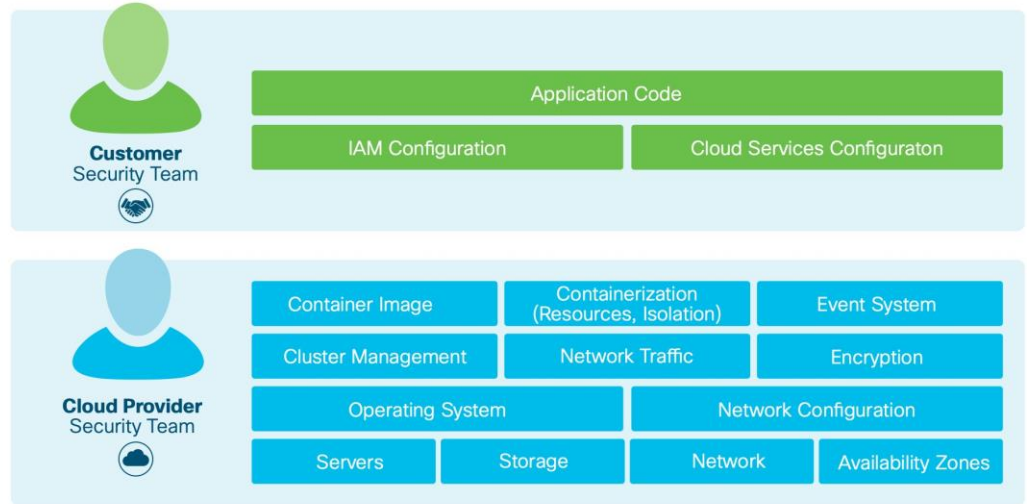 Application Code
IAM Configuration
Cloud Services Configuraton
Customer
Security Team
Container Image
Containerization
(Resources, Isolation)
Event System
Cluster Management
Network Traffic
Encryption
Cloud Provider
Security Team
Operating System
Network Configuration
Servers
Storage
Network
Availability Zones